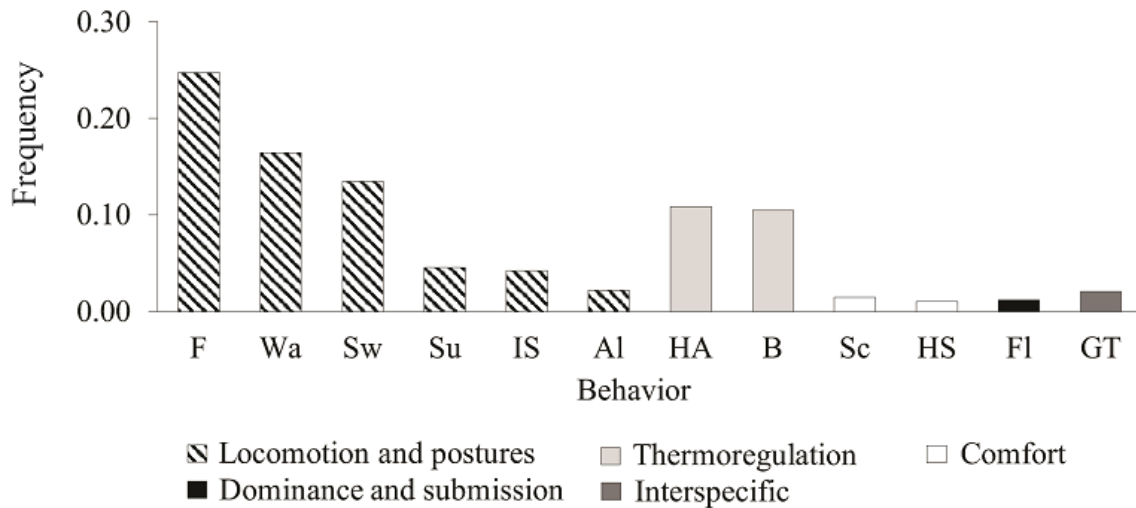 0.30
0.20
0.10
0.00
Frequency
F Wa Sw Su IS Al HA B Sc HS Fl GT
Behavior
Locomotion and postures Thermoregulation Comfort
Dominance and submission Interspecific